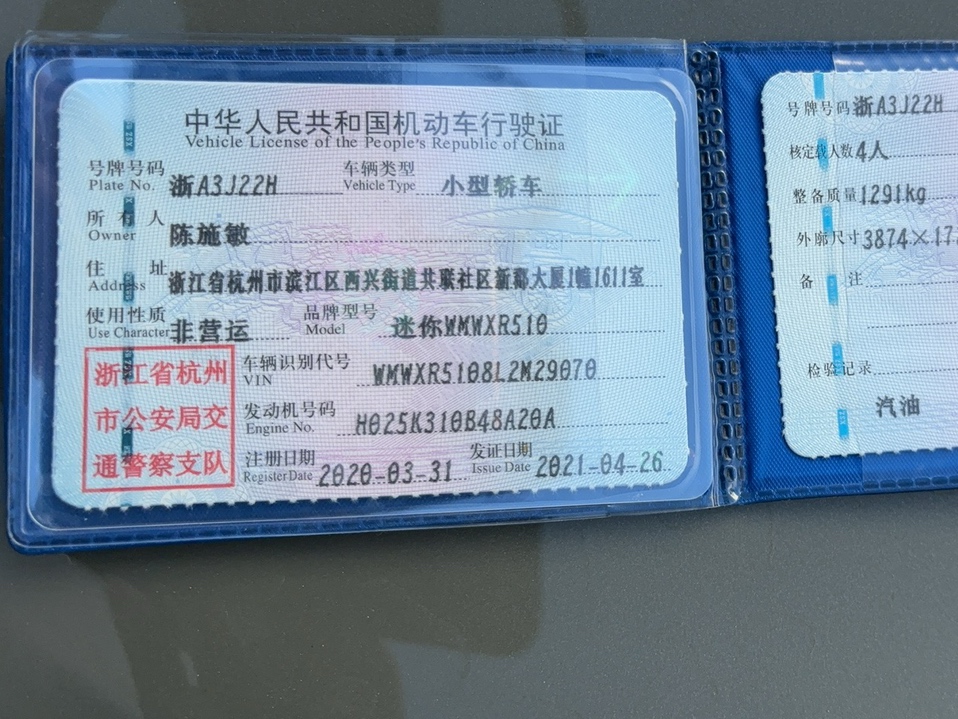 中华人民共和国机动车行驶证
Vehicle License of the People's Republic of China
号牌号码 浙A3J22H 车辆类型 小型轿车
Plate No. Vehicle Type
所有人 陈施敏
Owner
住址 浙江省杭州市滨江区西兴街道共联社区新都大厦1幢1611室
Address
使用性质 非营运 品牌型号 迷你WMWXR510
Use Character Model
浙江省杭州
市公安局交
通警察支队
车辆识别代号 WMWXR5108L2M29070
VIN
发动机号码 H025K310B48A20A
Engine No.
注册日期 2020-03-31 发证日期 2021-04-26
Register Date Issue Date
号牌号码 浙A3J22H
核定载人数 4人
整备质量 1291kg
外廓尺寸 3874×17
备注
检验记录
汽油